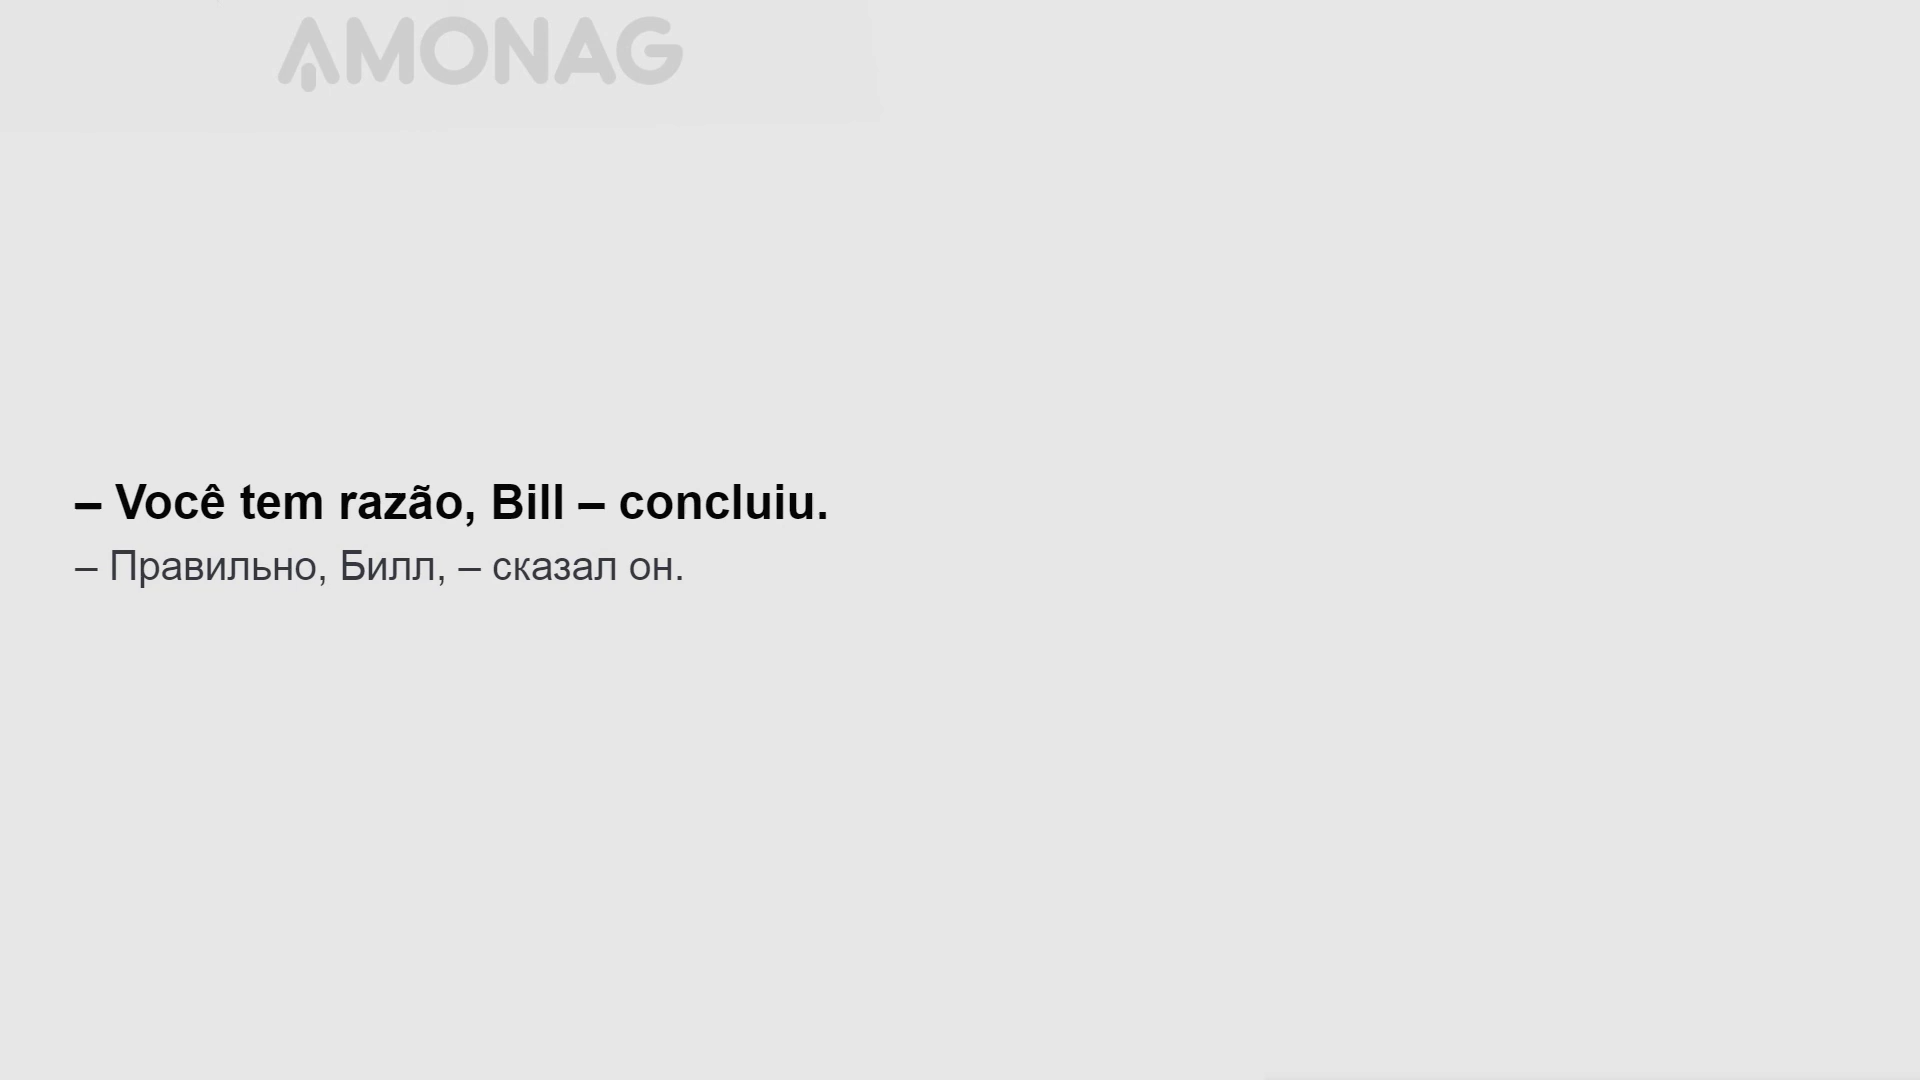 AMONAG
– Você tem razão, Bill – concluiu.
– Правильно, Билл, – сказал он.